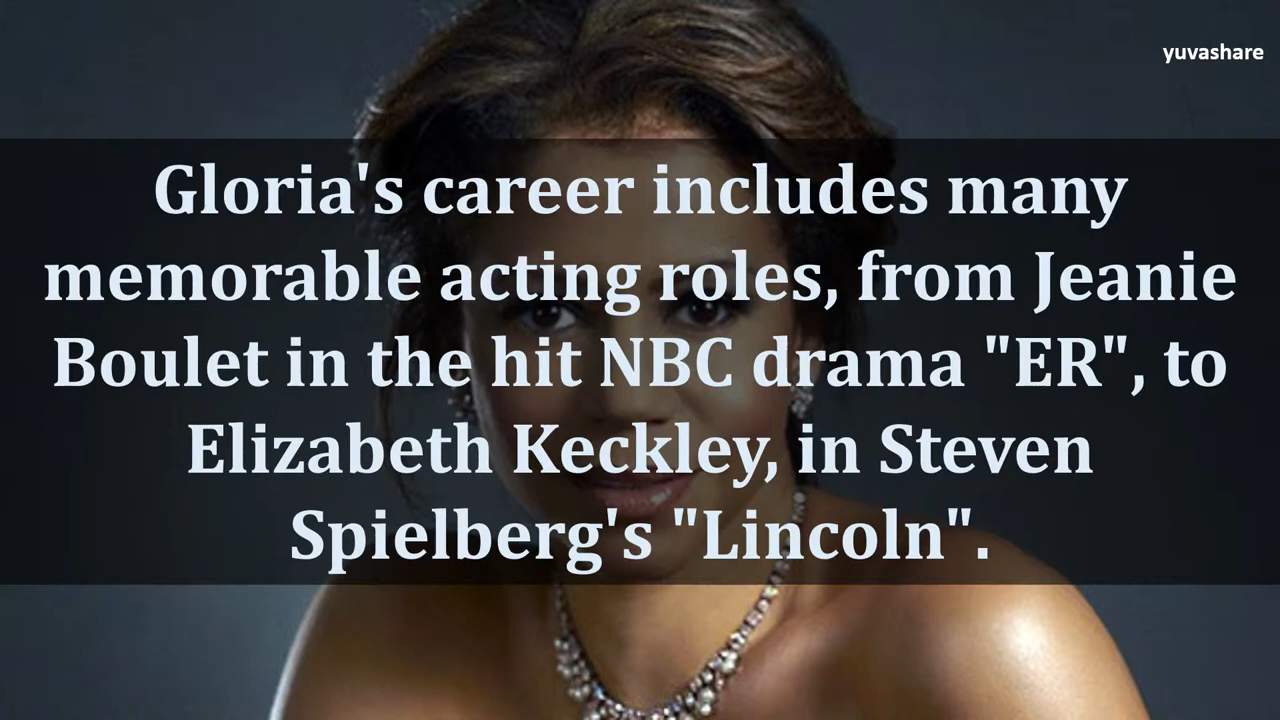 yuvashare
Gloria's career includes many
memorable acting roles, from Jeanie
Boulet in the hit NBC drama "ER", to
Elizabeth Keckley, in Steven
Spielberg's "Lincoln".